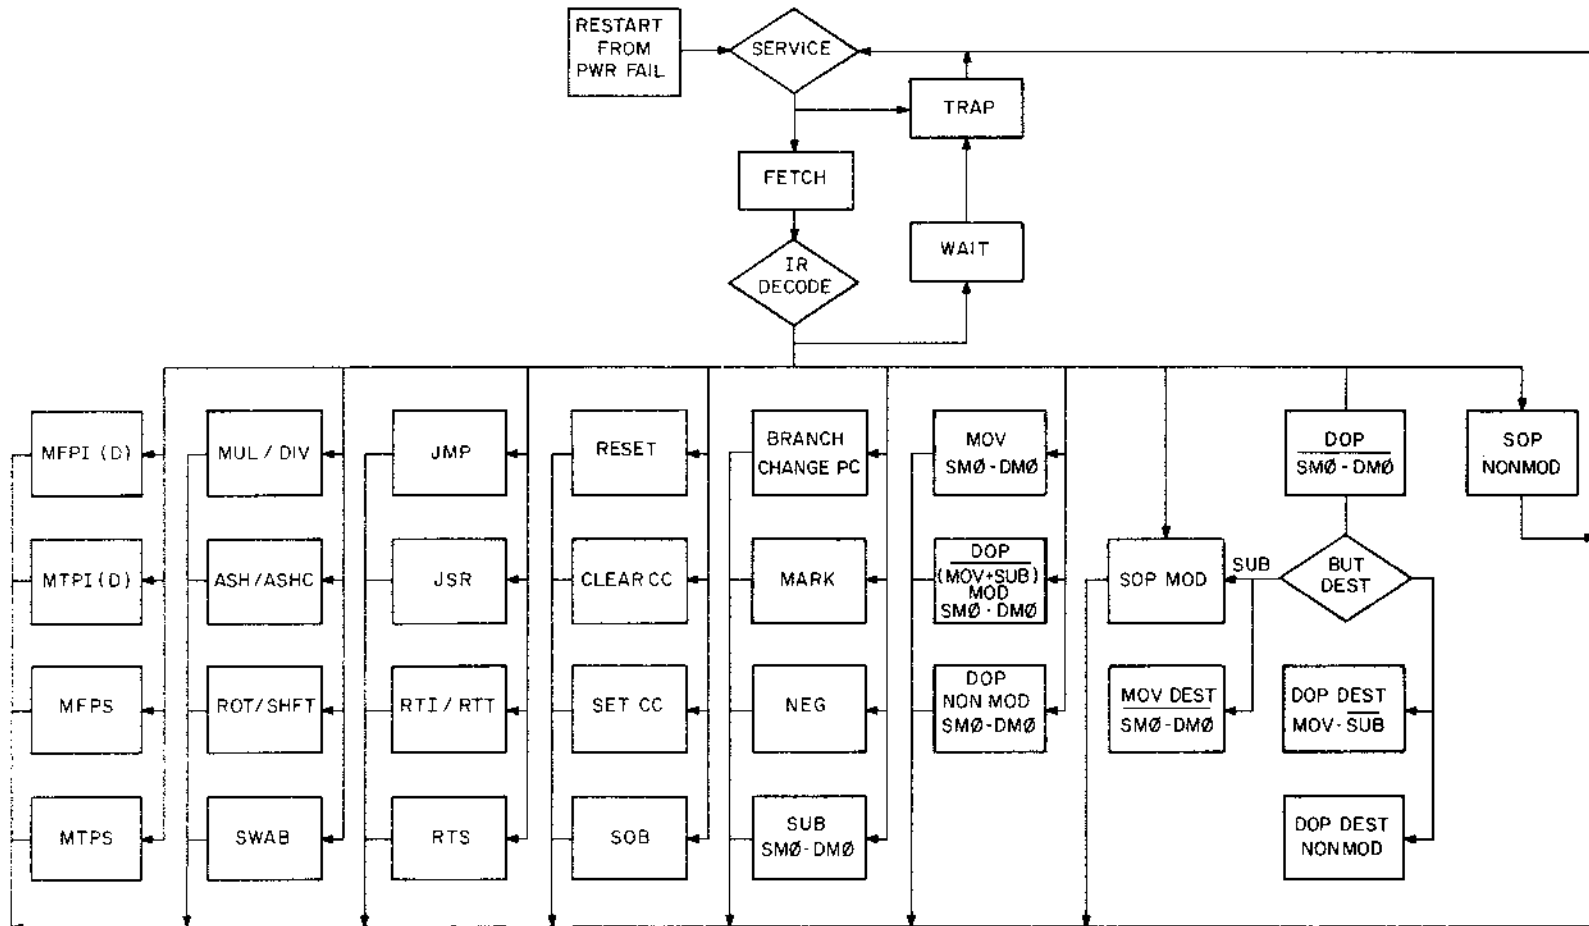 RESTART
FROM
PWR FAIL
SERVICE
TRAP
FETCH
WAIT
IR
DECODE
MFPI (D)
MUL / DIV
JMP
RESET
BRANCH
CHANGE PC
MOV
SMØ·DMØ
DOP
SMØ·DMØ
SOP
NONMOD
MTPI (D)
ASH/ASHC
JSR
CLEAR CC
MARK
DOP
(MOV+SUB)
MOD
SMØ·DMØ
SOP MOD
SUB
BUT
DEST
MFPS
ROT/SHFT
RTI / RTT
SET CC
NEG
DOP
NON MOD
SMØ·DMØ
MOV DEST
SMØ·DMØ
DOP DEST
MOV·SUB
MTPS
SWAB
RTS
SOB
SUB
SMØ·DMØ
DOP DEST
NONMOD